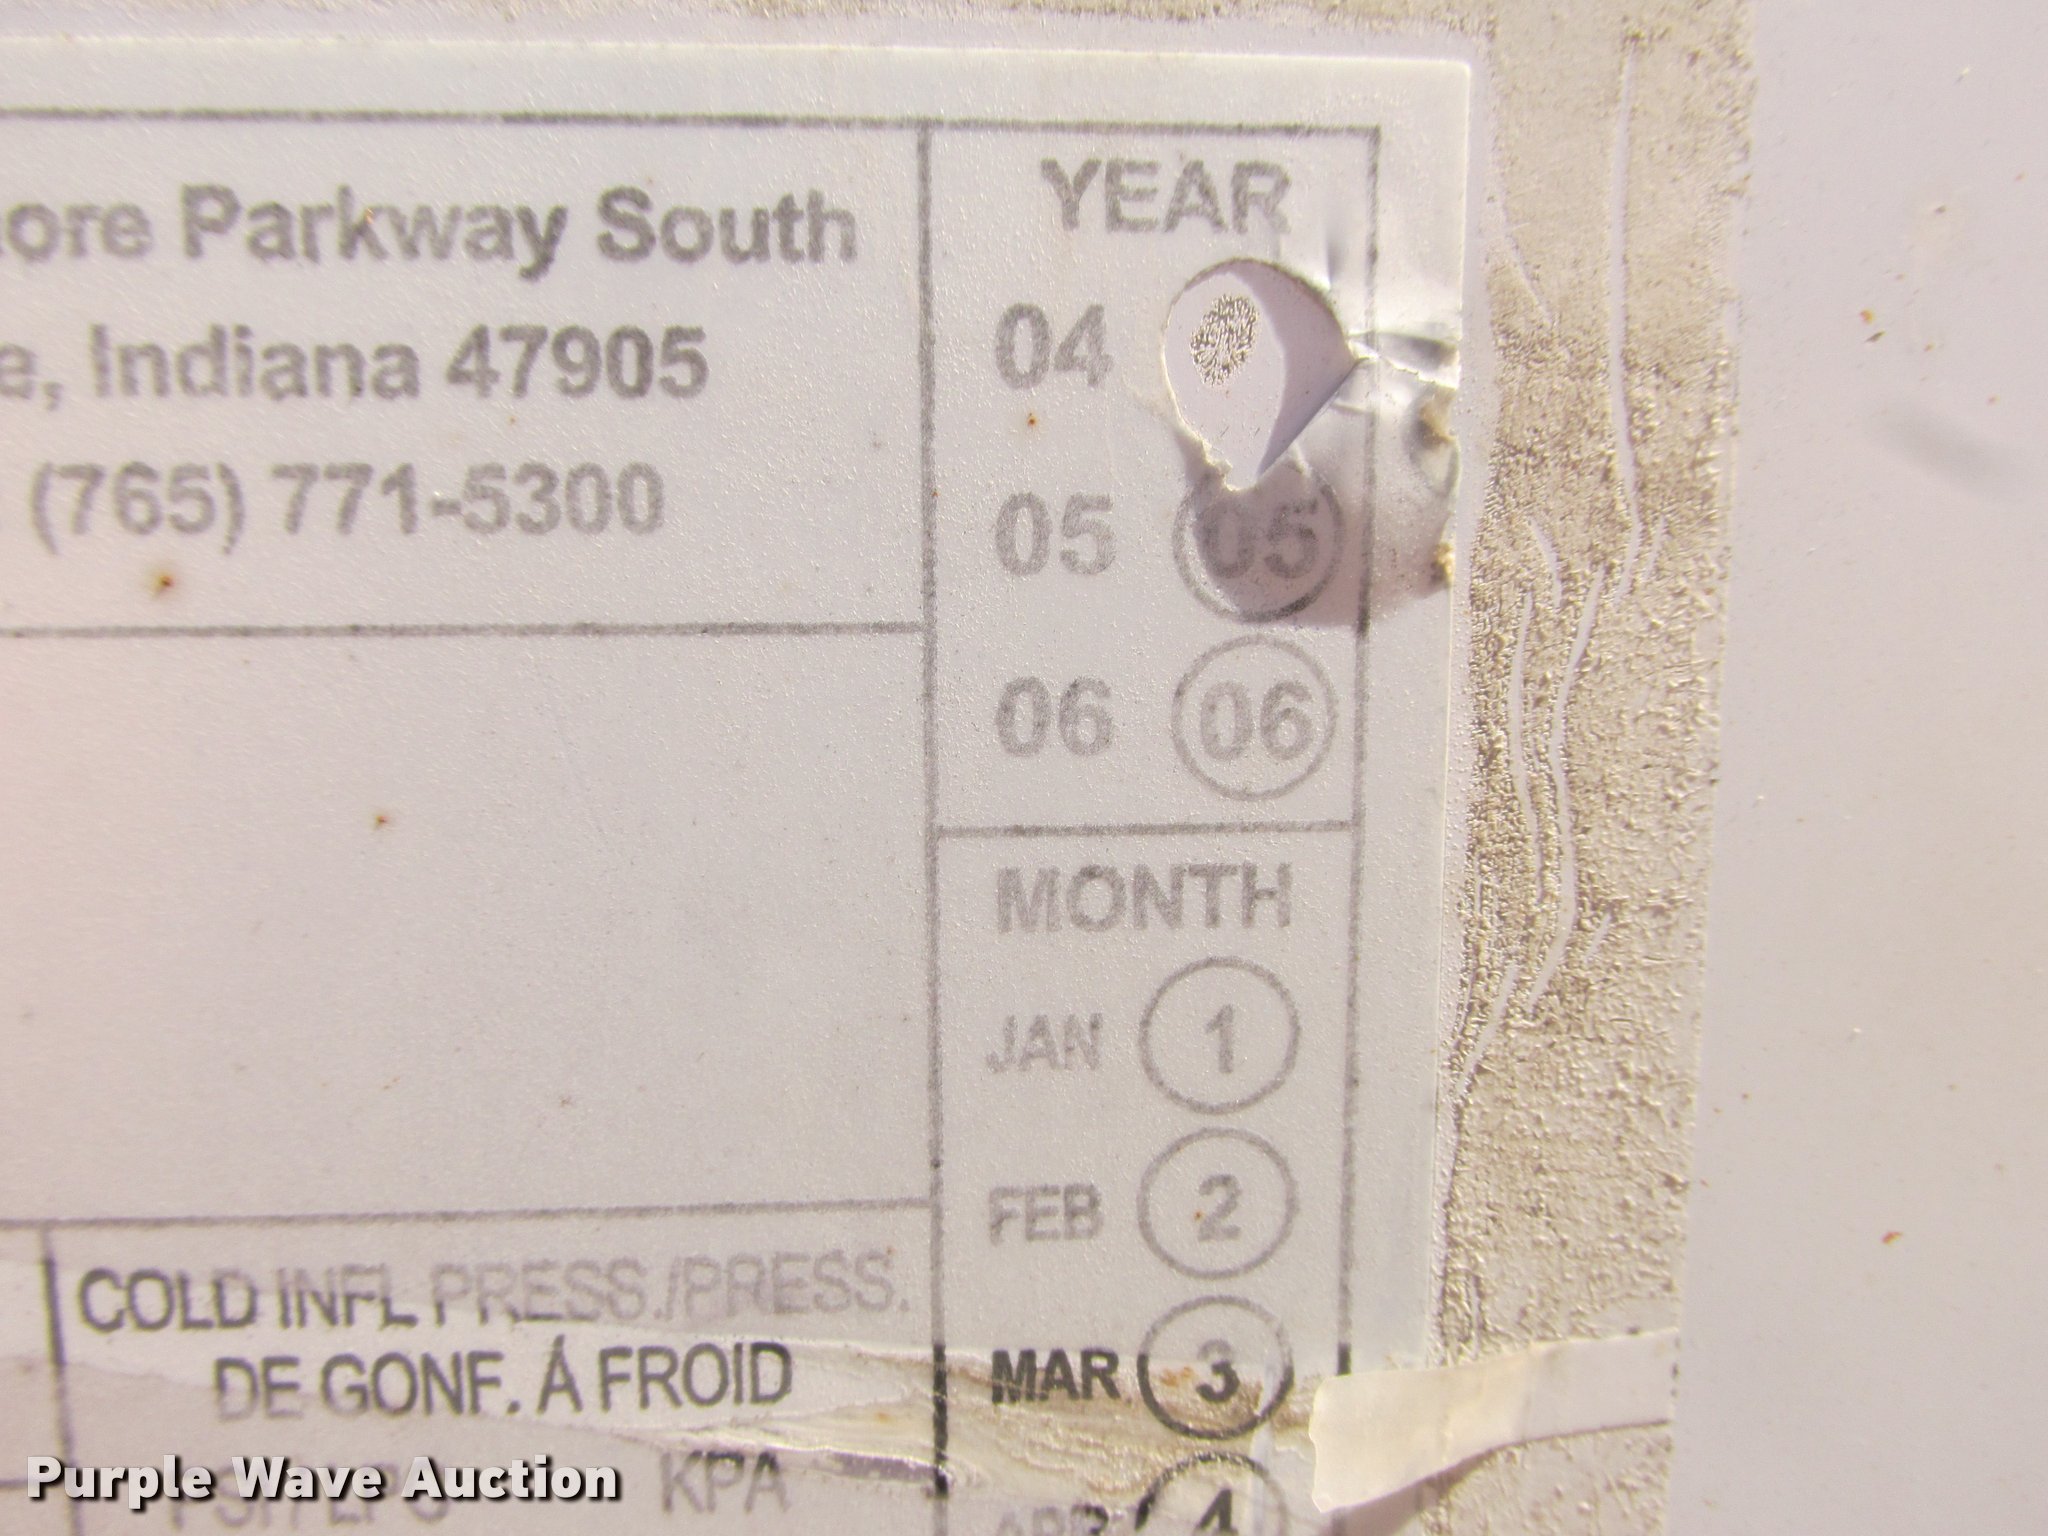 ore Parkway South
e, Indiana 47905
(765) 771-5300
YEAR
04
05 05
06 06
MONTH
JAN 1
FEB 2
MAR 3
APR 4
COLD INFL PRESS./PRESS.
DE GONF. À FROID
KPA
Purple Wave Auction